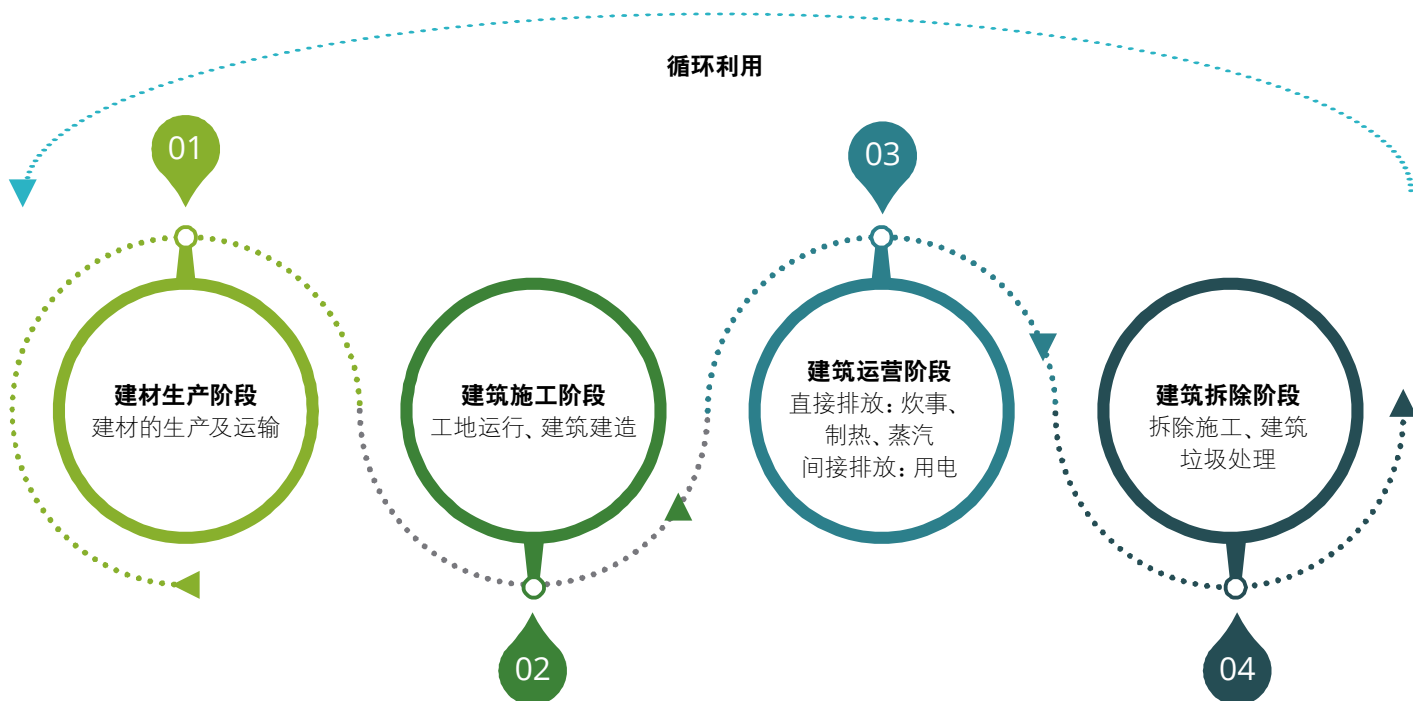 循环利用
01
建材生产阶段
建材的生产及运输
建筑施工阶段
工地运行、建筑建造
02
03
建筑运营阶段
直接排放：炊事、
制热、蒸汽
间接排放：用电
建筑拆除阶段
拆除施工、建筑
垃圾处理
04